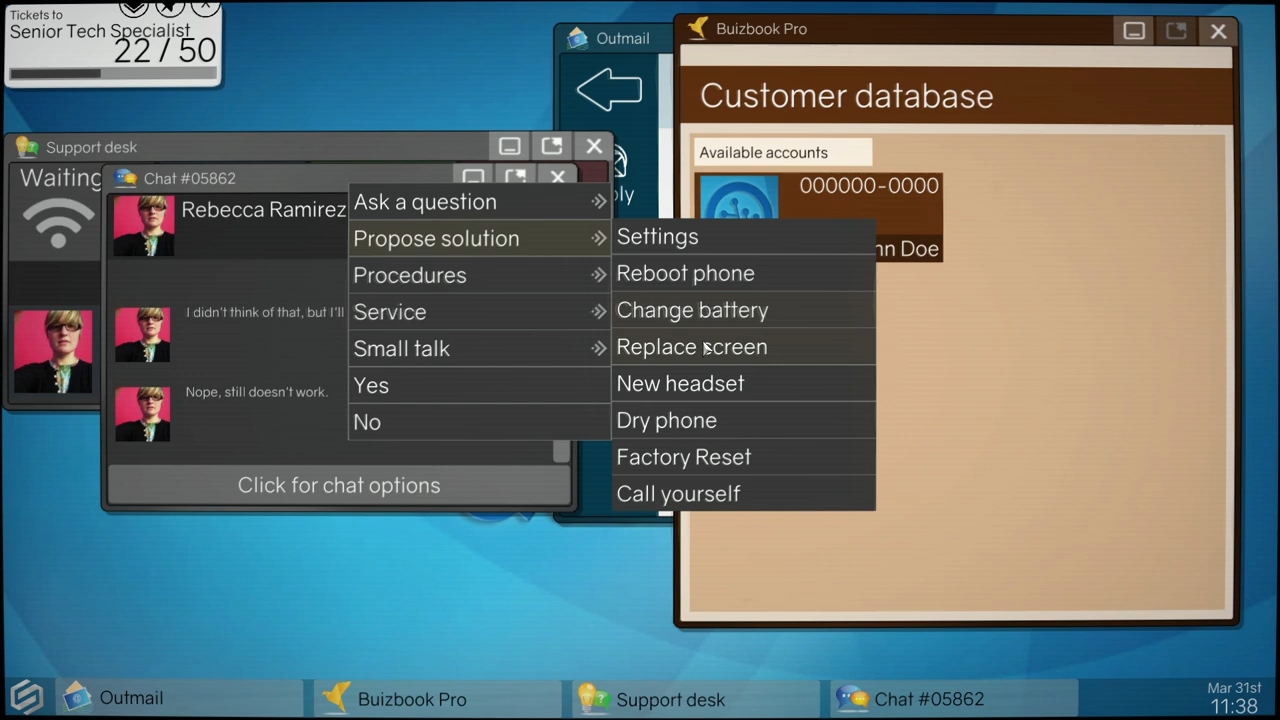 Tickets to
Senior Tech Specialist
22 / 50
Outmail
Buizbook Pro
Customer database
Available accounts
000000-0000
nn Doe
Support desk
Waiting
Chat #05862
Rebecca Ramirez
I didn't think of that, but I'll
Nope, still doesn't work.
Click for chat options
Ask a question
Propose solution
Procedures
Service
Small talk
Yes
No
Settings
Reboot phone
Change battery
Replace screen
New headset
Dry phone
Factory Reset
Call yourself
ply
Outmail
Buizbook Pro
Support desk
Chat #05862
Mar 31st
11:38